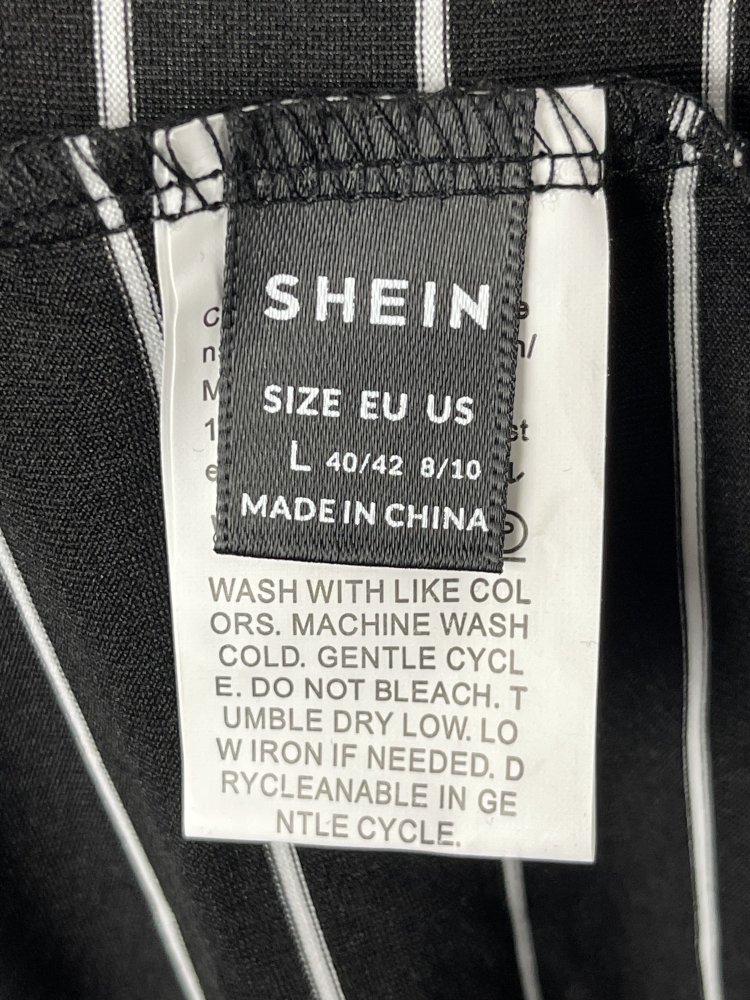 SHEIN
SIZE EU US
L 40/42 8/10
MADE IN CHINA
WASH WITH LIKE COL
ORS. MACHINE WASH
COLD. GENTLE CYCL
E. DO NOT BLEACH. T
UMBLE DRY LOW. LO
W IRON IF NEEDED. D
RYCLEANABLE IN GE
NTLE CYCLE.